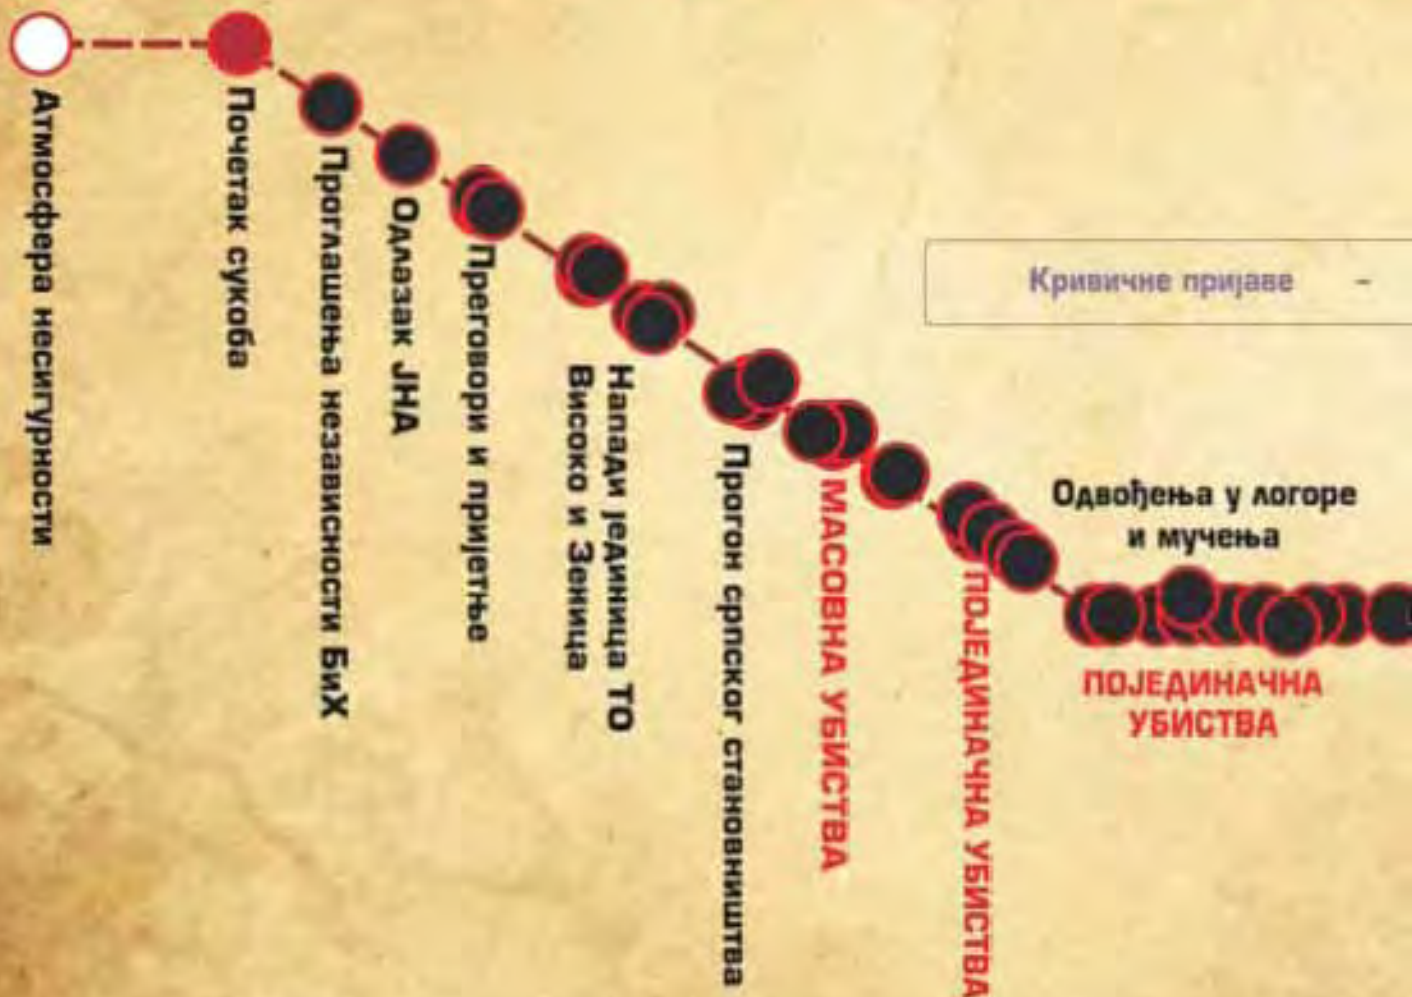 Атмосфера несигурности
Почетак сукоба
Проглашења независности БиХ
Одлазак ЈНА
Преговори и пријетње
Напади јединица ТО
Високо и Зеница
Прогон српског становништва
МАСОВНА УБИСТВА
ПОЈЕДИНАЧНА УБИСТВА
Одвођења у логоре
и мучења
ПОЈЕДИНАЧНА
УБИСТВА
Кривичне пријаве -